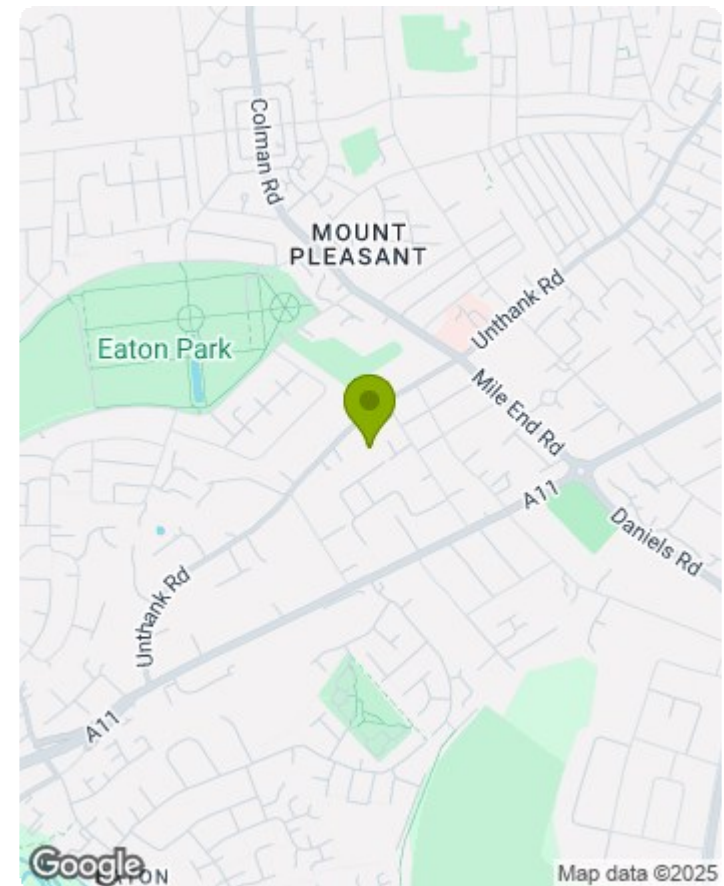 Colman Rd
MOUNT
PLEASANT
Unthank Rd
Eaton Park
Mile End Rd
A11
Daniels Rd
Unthank Rd
A11
EATON
Google
Map data ©2025